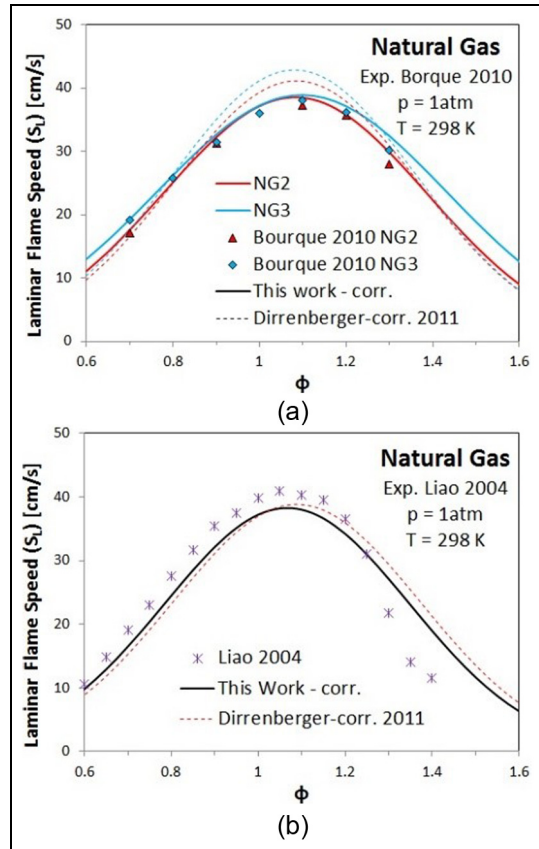 50
40
30
20
10
0
Laminar Flame Speed (SL) [cm/s]
Natural Gas
Exp. Borque 2010
p = 1atm
T = 298 K
NG2
NG3
Bourque 2010 NG2
Bourque 2010 NG3
This work - corr.
Dirrenberger-corr. 2011
0.6 0.8 1 1.2 1.4 1.6
ϕ
(a)
50
40
30
20
10
0
Laminar Flame Speed (SL) [cm/s]
Natural Gas
Exp. Liao 2004
p = 1atm
T = 298 K
Liao 2004
This Work - corr.
Dirrenberger-corr. 2011
0.6 0.8 1 1.2 1.4 1.6
ϕ
(b)